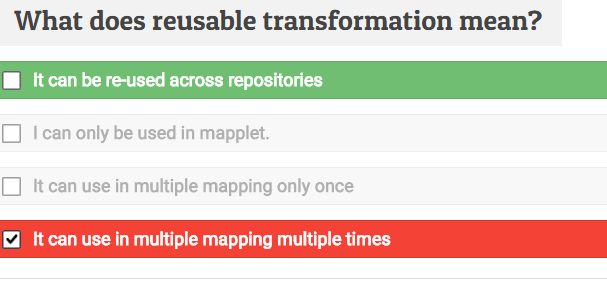 What does reusable transformation mean?
It can be re-used across repositories
I can only be used in mapplet.
It can use in multiple mapping only once
It can use in multiple mapping multiple times